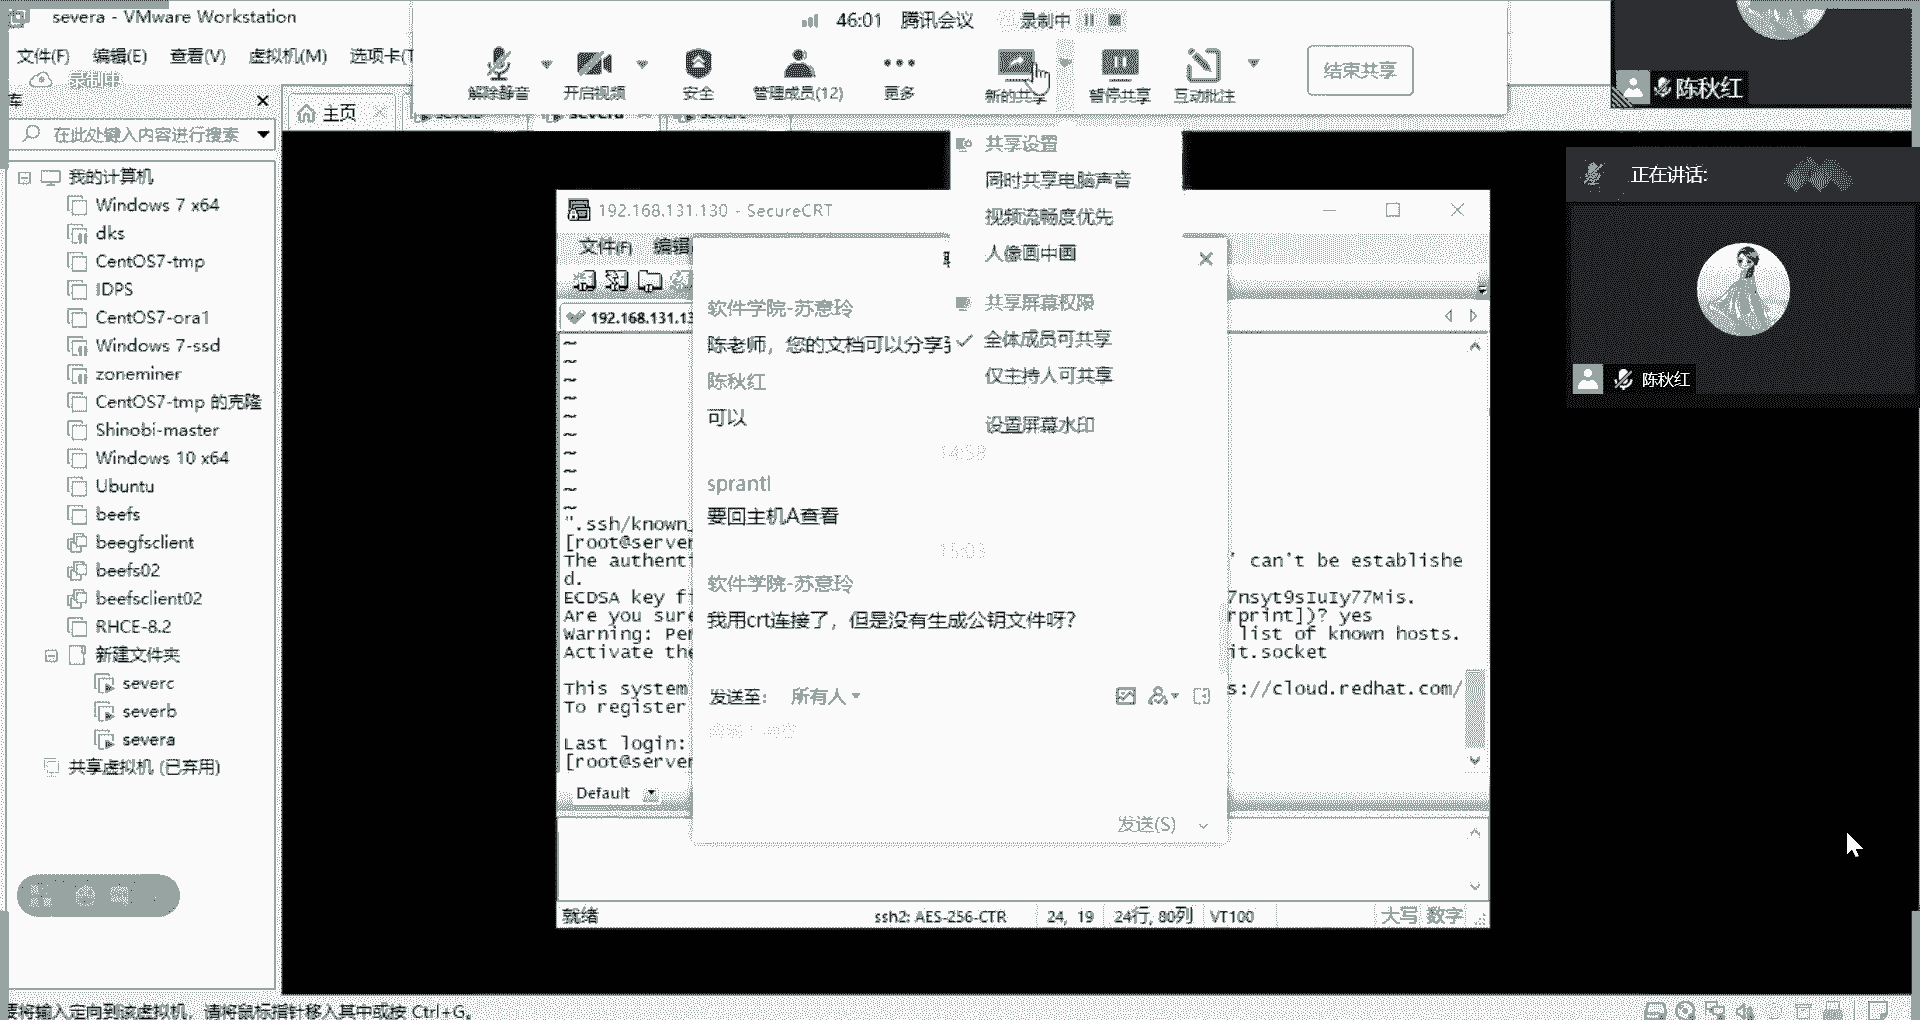 severa - VMware Workstation
文件(F) 编辑(E) 查看(V) 虚拟机(M) 选项卡(T
录制中
库
在此处键入内容进行搜索
我的计算机
Windows 7 x64
dks
CentOS7-tmp
IDPS
CentOS7-ora1
Windows 7-ssd
zoneminer
CentOS7-tmp 的克隆
Shinobi-master
Windows 10 x64
Ubuntu
beefs
beegfsclient
beefs02
beefsclient02
RHCE-8.2
新建文件夹
severc
severb
severa
共享虚拟机 (已弃用)
46:01 腾讯会议 录制中
解除静音 开启视频 安全 管理成员(12) 更多 新的共享 暂停共享 互动批注 结束共享
主页
共享设置
同时共享电脑声音
视频流畅度优先
人像画中画
共享屏幕权限
全体成员可共享
仅主持人可共享
设置屏幕水印
192.168.131.130 - SecureCRT
文件(F) 编辑
192.168.131.13
软件学院-苏意玲
陈老师，您的文档可以分享
陈秋红
可以
14:58
sprantl
要回主机A查看
15:03
软件学院-苏意玲
我用crt连接了，但是没有生成公钥文件呀?
发送至: 所有人
发送(S)
~
~
~
~
~
~
~
~
~
~
".ssh/known_
[root@server
The authenti ' can't be establishe
d.
ECDSA key fi 7nsyt9sIuIy77Mis.
Are you sure rprint])? yes
Warning: Per list of known hosts.
Activate the it.socket
This system s://cloud.redhat.com/
To register
Last login:
[root@server
Default
就绪 ssh2: AES-256-CTR 24, 19 24行, 80列 VT100 大写 数字
陈秋红
正在讲话:
陈秋红
要将输入定向到该虚拟机，请将鼠标指针移入其中或按 Ctrl+G。